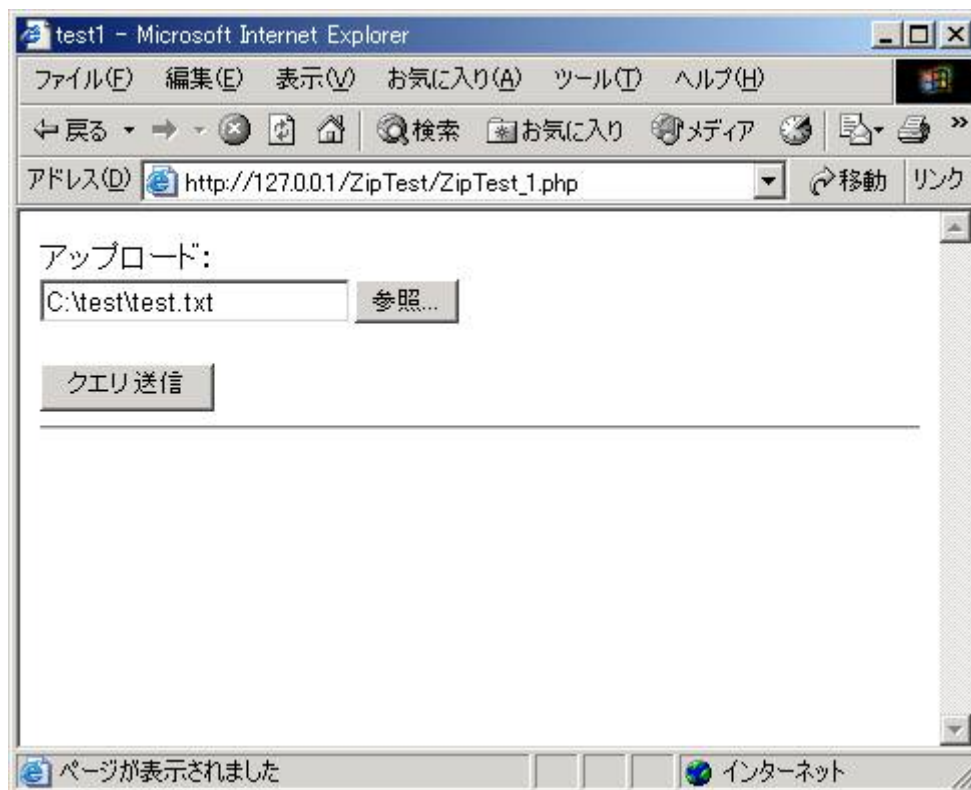 test1 - Microsoft Internet Explorer
ファイル(F) 編集(E) 表示(V) お気に入り(A) ツール(T) ヘルプ(H)
戻る 検索 お気に入り メディア »
アドレス(D) http://127.0.0.1/ZipTest/ZipTest_1.php 移動 リンク
アップロード:
C:\test\test.txt 参照...
クエリ送信
ページが表示されました インターネット